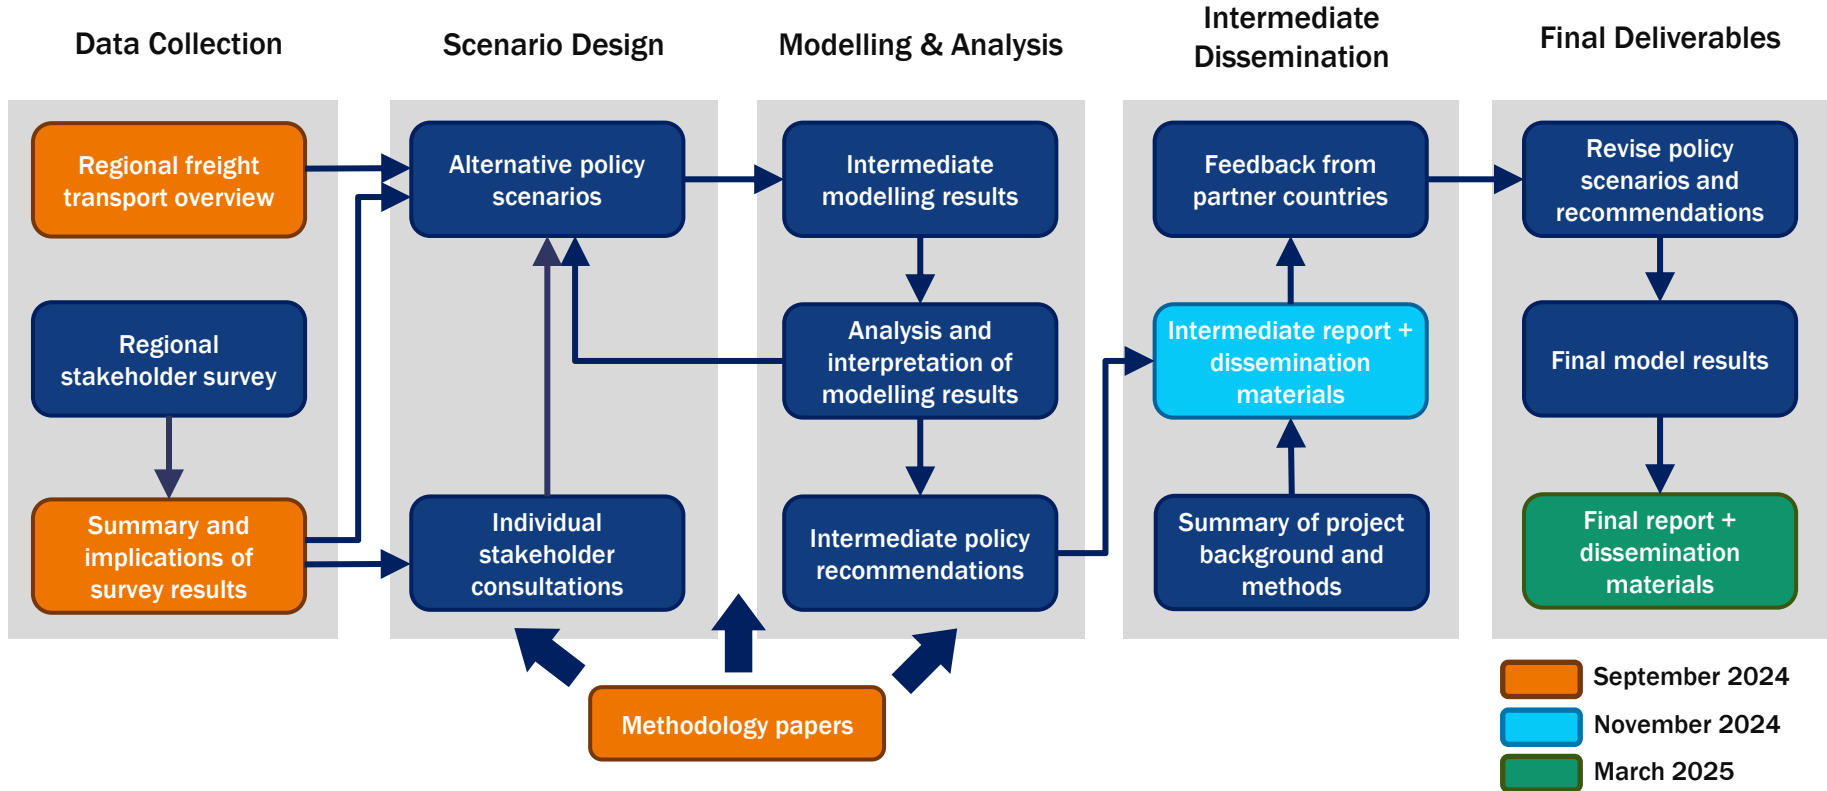 Data Collection
Scenario Design
Modelling & Analysis
Intermediate
Dissemination
Final Deliverables
Regional freight
transport overview
Regional
stakeholder survey
Summary and
implications of
survey results
Alternative policy
scenarios
Individual
stakeholder
consultations
Intermediate
modelling results
Analysis and
interpretation of
modelling results
Intermediate policy
recommendations
Feedback from
partner countries
Intermediate report +
dissemination
materials
Summary of project
background and
methods
Revise policy
scenarios and
recommendations
Final model results
Final report +
dissemination
materials
Methodology papers
September 2024
November 2024
March 2025